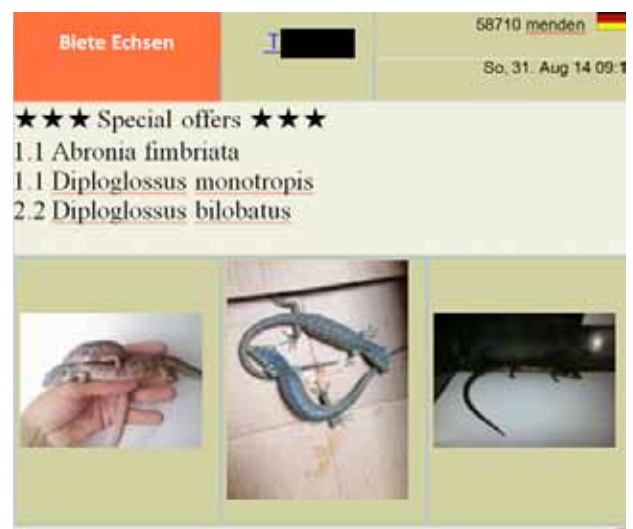 Biete Echsen
T
58710 menden
So, 31. Aug 14 09:1
★★★ Special offers ★★★
1.1 Abronia fimbriata
1.1 Diploglossus monotropis
2.2 Diploglossus bilobatus